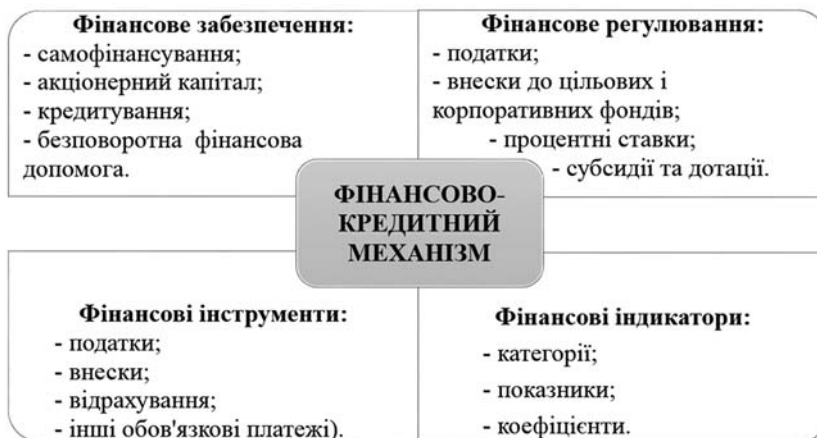 Фінансове забезпечення:
- самофінансування;
- акціонерний капітал;
- кредитування;
- безповоротна фінансова
допомога.
Фінансове регулювання:
- податки;
- внески до цільових і
корпоративних фондів;
- процентні ставки;
- субсидії та дотації.
ФІНАНСОВО-
КРЕДИТНИЙ
МЕХАНІЗМ
Фінансові інструменти:
- податки;
- внески;
- відрахування;
- інші обов'язкові платежі).
Фінансові індикатори:
- категорії;
- показники;
- коефіцієнти.